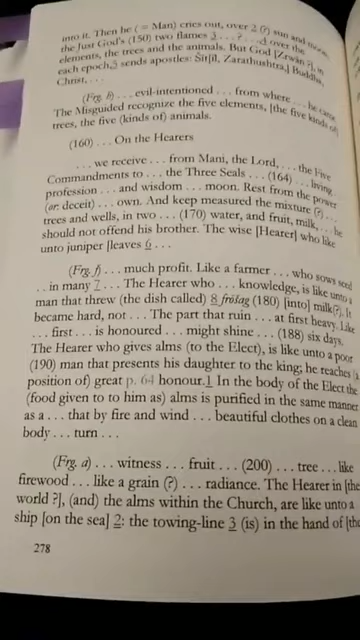 into it. Then he (= Man) cries out, over 2 (?) sun and moon,
the Just God's (150) two flames 3 . . . ? . . .4 over the
elements, the trees and the animals. But God [Zrwān ?], in
each epoch,5 sends apostles: Šīt]īl, Zarathushtra,] Buddha,
Christ, . . .
(Frg. b) . . . evil-intentioned . . . from where . . . he came
The Misguided recognize the five elements, [the five kinds of]
trees, the five (kinds of) animals.
(160) . . . On the Hearers
. . . we receive . . . from Mani, the Lord, . . . the Five
Commandments to . . . the Three Seals . . . (164) . . . living
profession . . . and wisdom . . . moon. Rest from the power
(or: deceit) . . . own. And keep measured the mixture (?) . . .
trees and wells, in two . . . (170) water, and fruit, milk, . . . he
should not offend his brother. The wise [Hearer] who like
unto juniper [leaves 6 . . .
(Frg. f) . . . much profit. Like a farmer . . . who sows seed
. . in many 7 . . . The Hearer who . . . knowledge, is like unto a
man that threw (the dish called) 8 frōšag (180) [into] milk(?). It
became hard, not . . . The part that ruin . . . at first heavy. Like
. . . first . . . is honoured . . . might shine . . . (188) six days.
The Hearer who gives alms (to the Elect), is like unto a poor
(190) man that presents his daughter to the king; he reaches (a
position of) great p. 64 honour.1 In the body of the Elect the
(food given to to him as) alms is purified in the same manner
as a . . . that by fire and wind . . . beautiful clothes on a clean
body . . . turn . . .
(Frg. a) . . . witness . . . fruit . . . (200) . . . tree . . . like
firewood . . . like a grain (?) . . . radiance. The Hearer in [the
world ?], (and) the alms within the Church, are like unto a
ship [on the sea] 2: the towing-line 3 (is) in the hand of [the
278